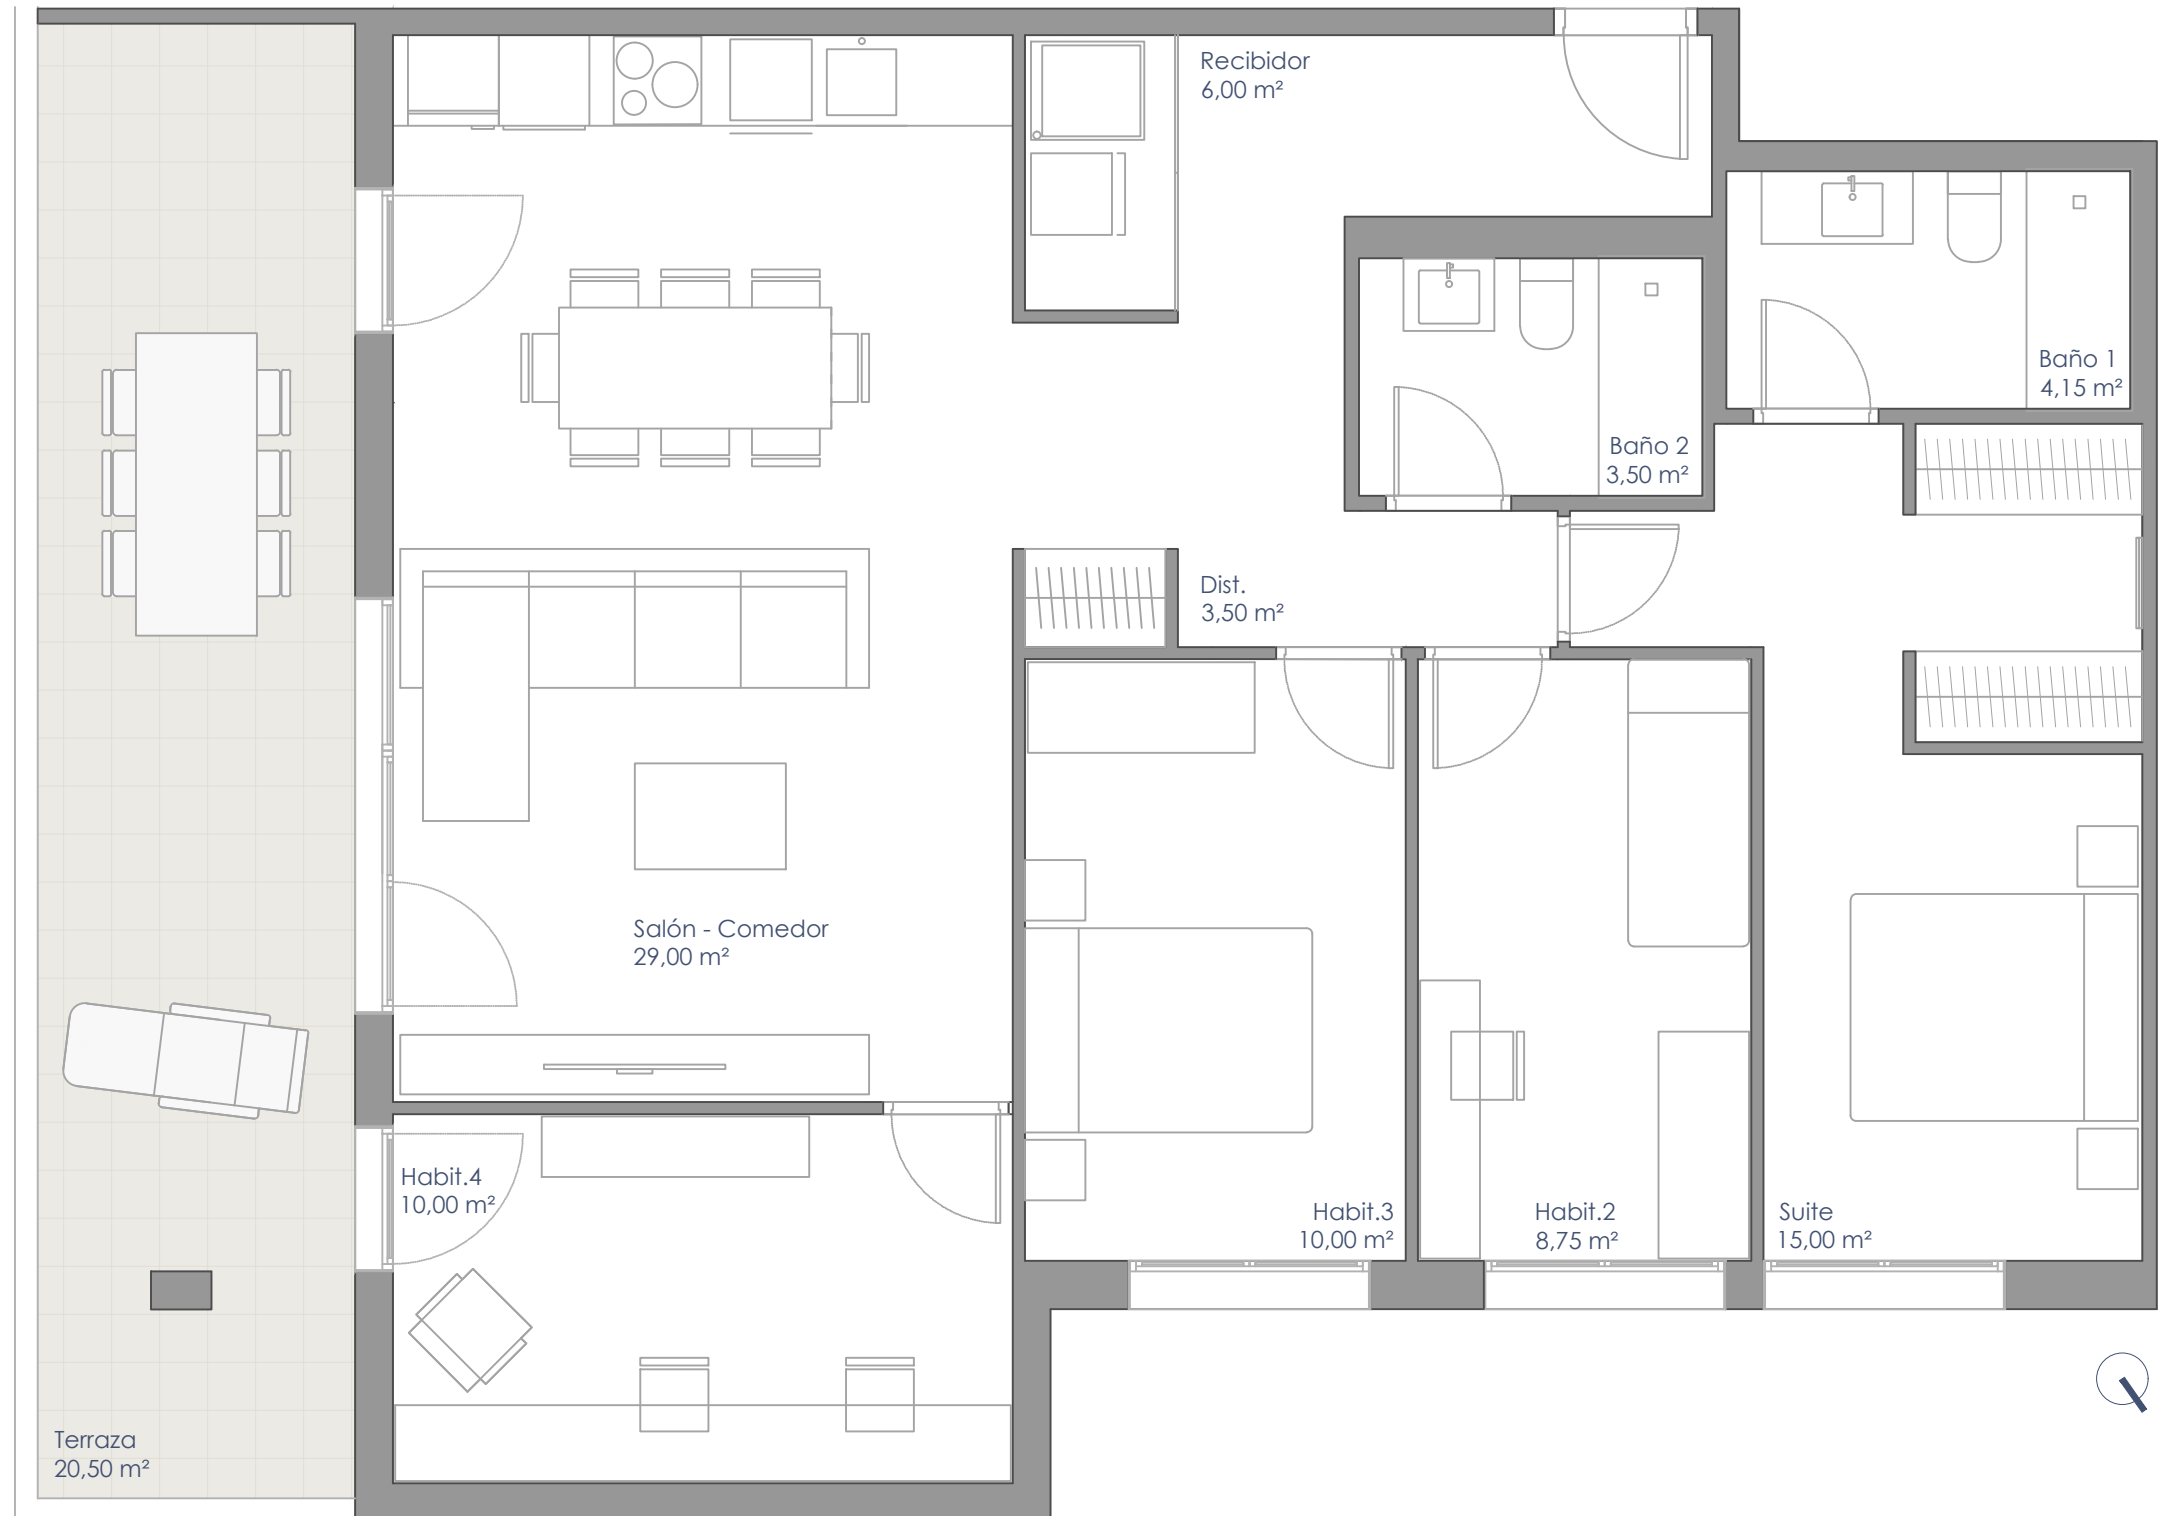 Recibidor
6,00 m²
Baño 1
4,15 m²
Baño 2
3,50 m²
Dist.
3,50 m²
Salón - Comedor
29,00 m²
Habit.4
10,00 m²
Habit.3
10,00 m²
Habit.2
8,75 m²
Suite
15,00 m²
Terraza
20,50 m²